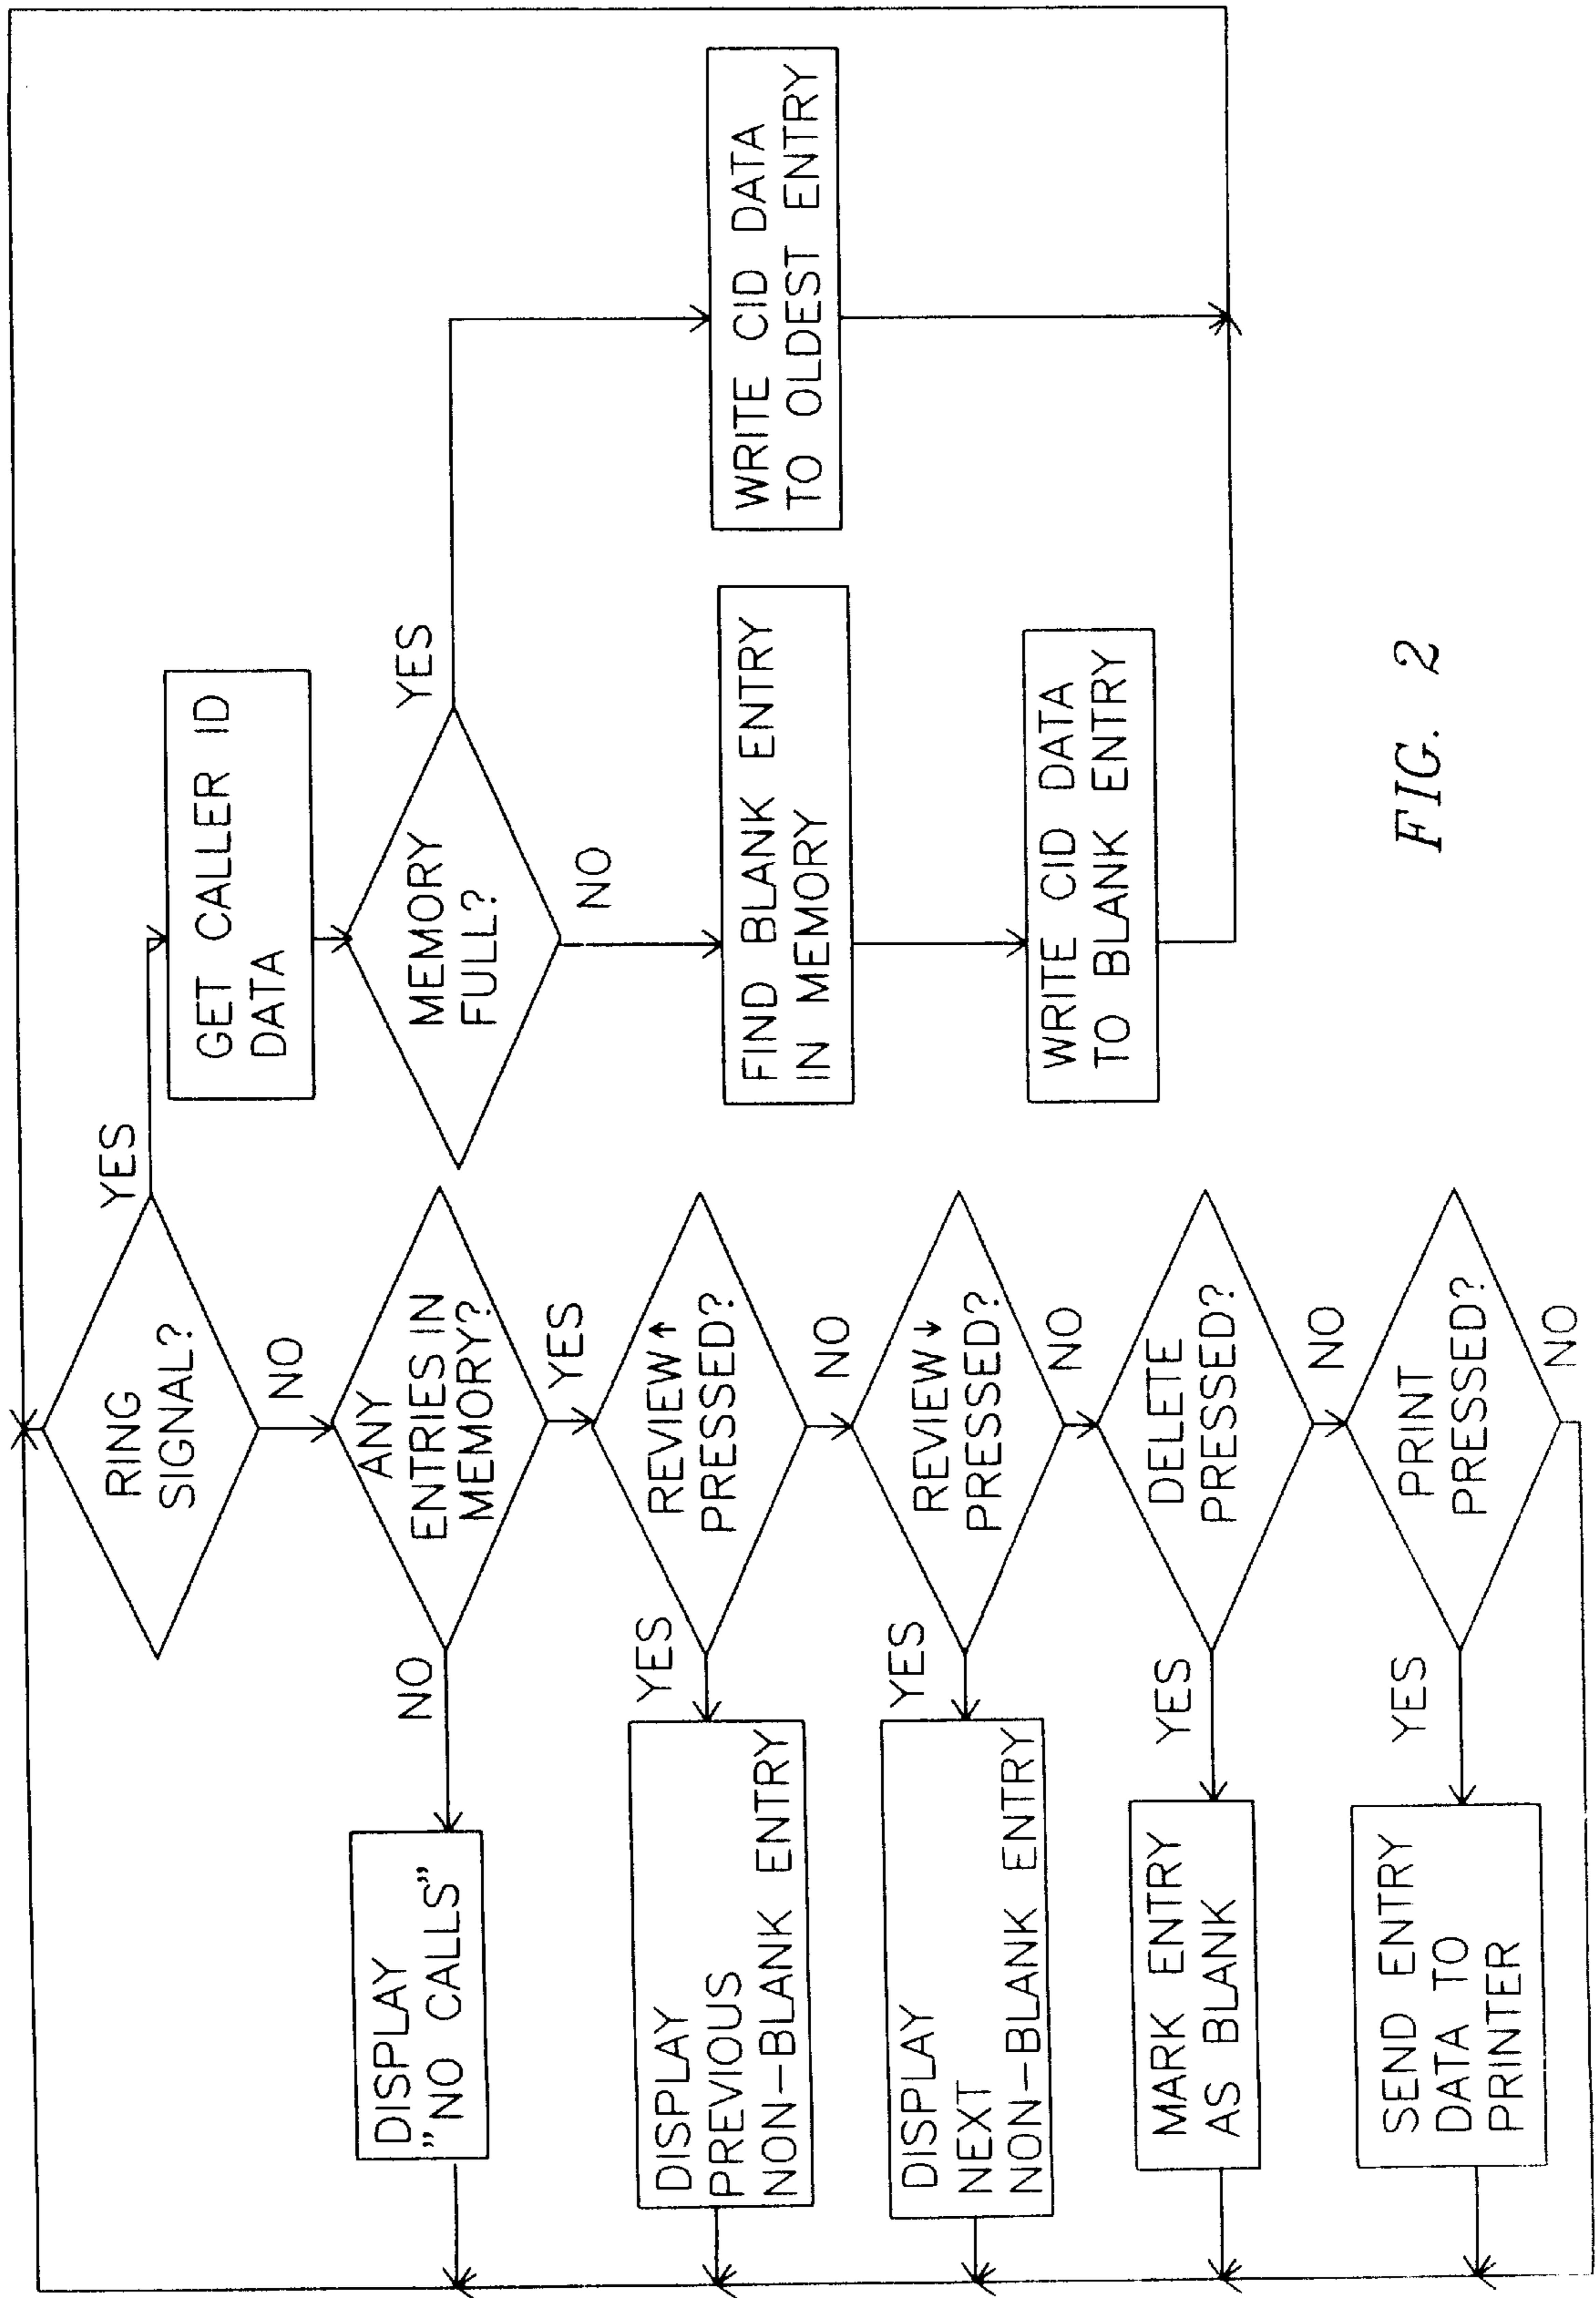 RING
SIGNAL?
YES
NO
GET CALLER ID
DATA
MEMORY
FULL?
YES
NO
WRITE CID DATA
TO OLDEST ENTRY
FIND BLANK ENTRY
IN MEMORY
WRITE CID DATA
TO BLANK ENTRY
ANY
ENTRIES IN
MEMORY?
NO
YES
DISPLAY
"NO CALLS"
REVIEW↑
PRESSED?
YES
NO
DISPLAY
PREVIOUS
NON-BLANK ENTRY
REVIEW↓
PRESSED?
YES
NO
DISPLAY
NEXT
NON-BLANK ENTRY
DELETE
PRESSED?
YES
NO
MARK ENTRY
AS BLANK
PRINT
PRESSED?
YES
NO
SEND ENTRY
DATA TO
PRINTER
FIG. 2